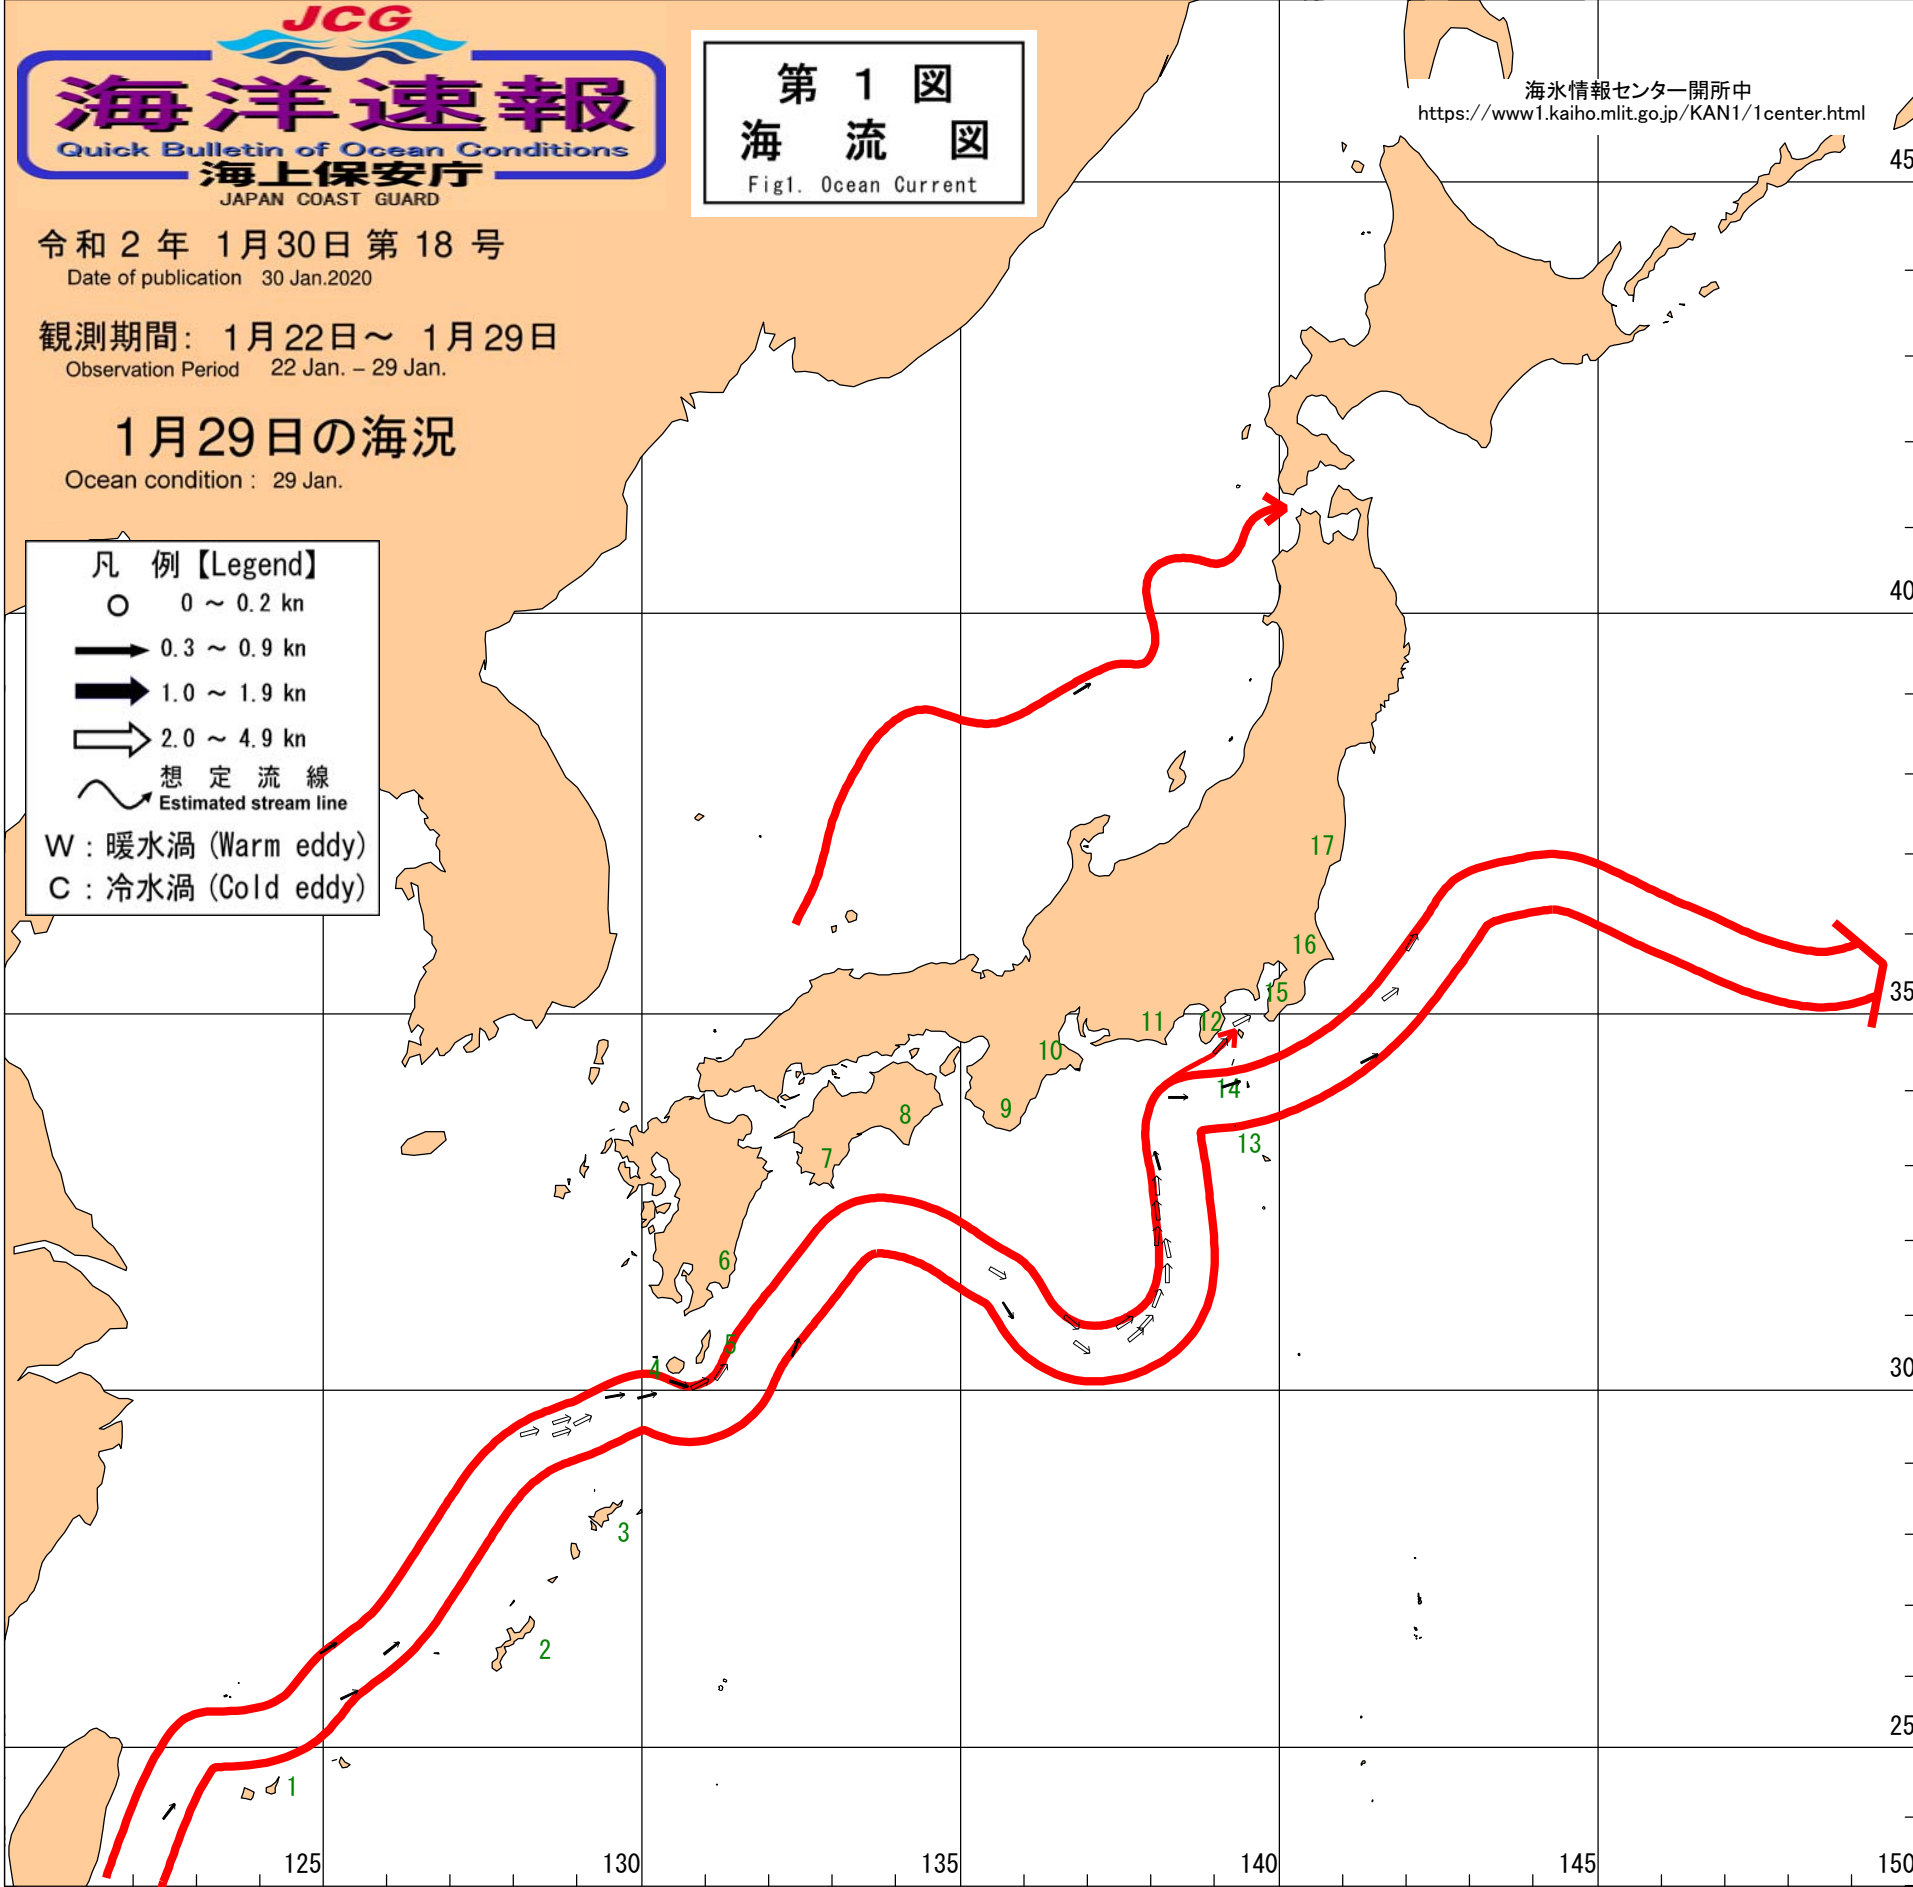 JCG
海洋速報
Quick Bulletin of Ocean Conditions
海上保安庁
JAPAN COAST GUARD
第 1 図
海 流 図
Fig1. Ocean Current
海氷情報センター開所中
https://www1.kaiho.mlit.go.jp/KAN1/1center.html
令和 2 年 1月30日 第 18 号
Date of publication 30 Jan.2020
観測期間: 1月22日～ 1月29日
Observation Period 22 Jan. – 29 Jan.
1月29日の海況
Ocean condition : 29 Jan.
凡 例【Legend】
0 ～ 0.2 kn
0.3 ～ 0.9 kn
1.0 ～ 1.9 kn
2.0 ～ 4.9 kn
想 定 流 線
Estimated stream line
W : 暖水渦 (Warm eddy)
C : 冷水渦 (Cold eddy)
45
40
35
30
25
17
16
15
12
11
10
14
9
8
13
7
6
5
4
3
2
1
125
130
135
140
145
150